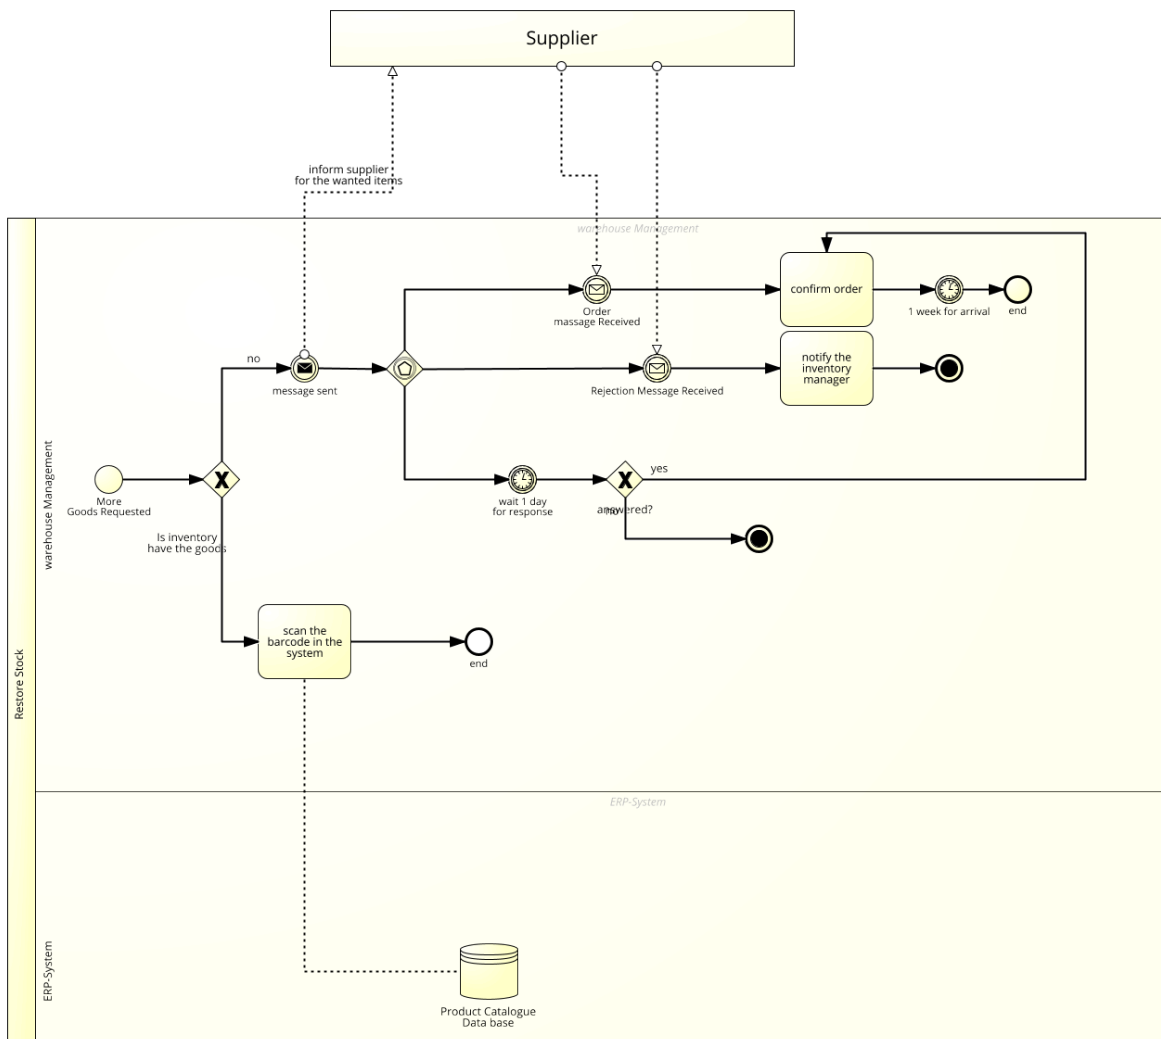 Supplier
inform supplier
for the wanted items
warehouse Management
confirm order
Order
massage Received
1 week for arrival
end
no
message sent
Rejection Message Received
notify the
inventory
manager
warehouse Management
More
Goods Requested
wait 1 day
for response
yes
answered?
no
Is inventory
have the goods
scan the
barcode in the
system
end
Restore Stock
ERP-System
ERP-System
Product Catalogue
Data base